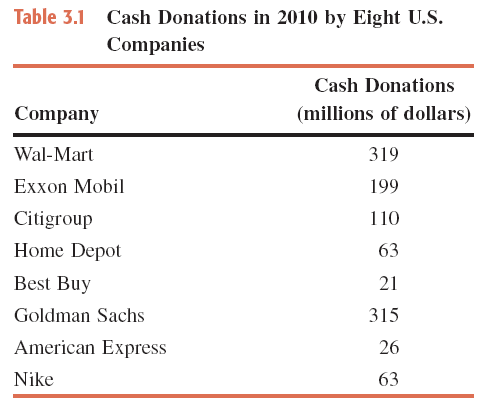 Table 3.1 Cash Donations in 2010 by Eight U.S.
Companies
Cash Donations
Company (millions of dollars)
Wal-Mart 319
Exxon Mobil 199
Citigroup 110
Home Depot 63
Best Buy 21
Goldman Sachs 315
American Express 26
Nike 63